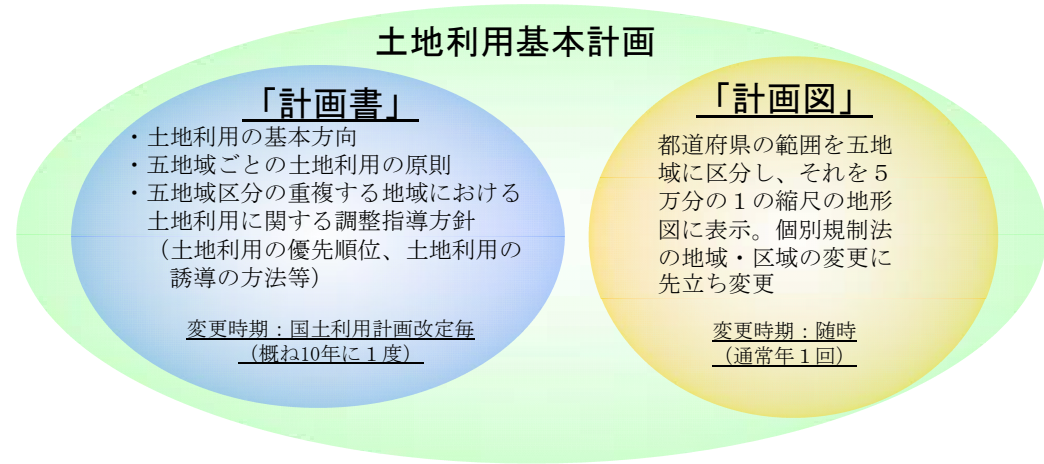 土地利用基本計画
「計画書」
・土地利用の基本方向
・五地域ごとの土地利用の原則
・五地域区分の重複する地域における
土地利用に関する調整指導方針
（土地利用の優先順位、土地利用の
誘導の方法等）
変更時期：国土利用計画改定毎
（概ね10年に１度）
「計画図」
都道府県の範囲を五地
域に区分し、それを５
万分の１の縮尺の地形
図に表示。個別規制法
の地域・区域の変更に
先立ち変更
変更時期：随時
（通常年１回）